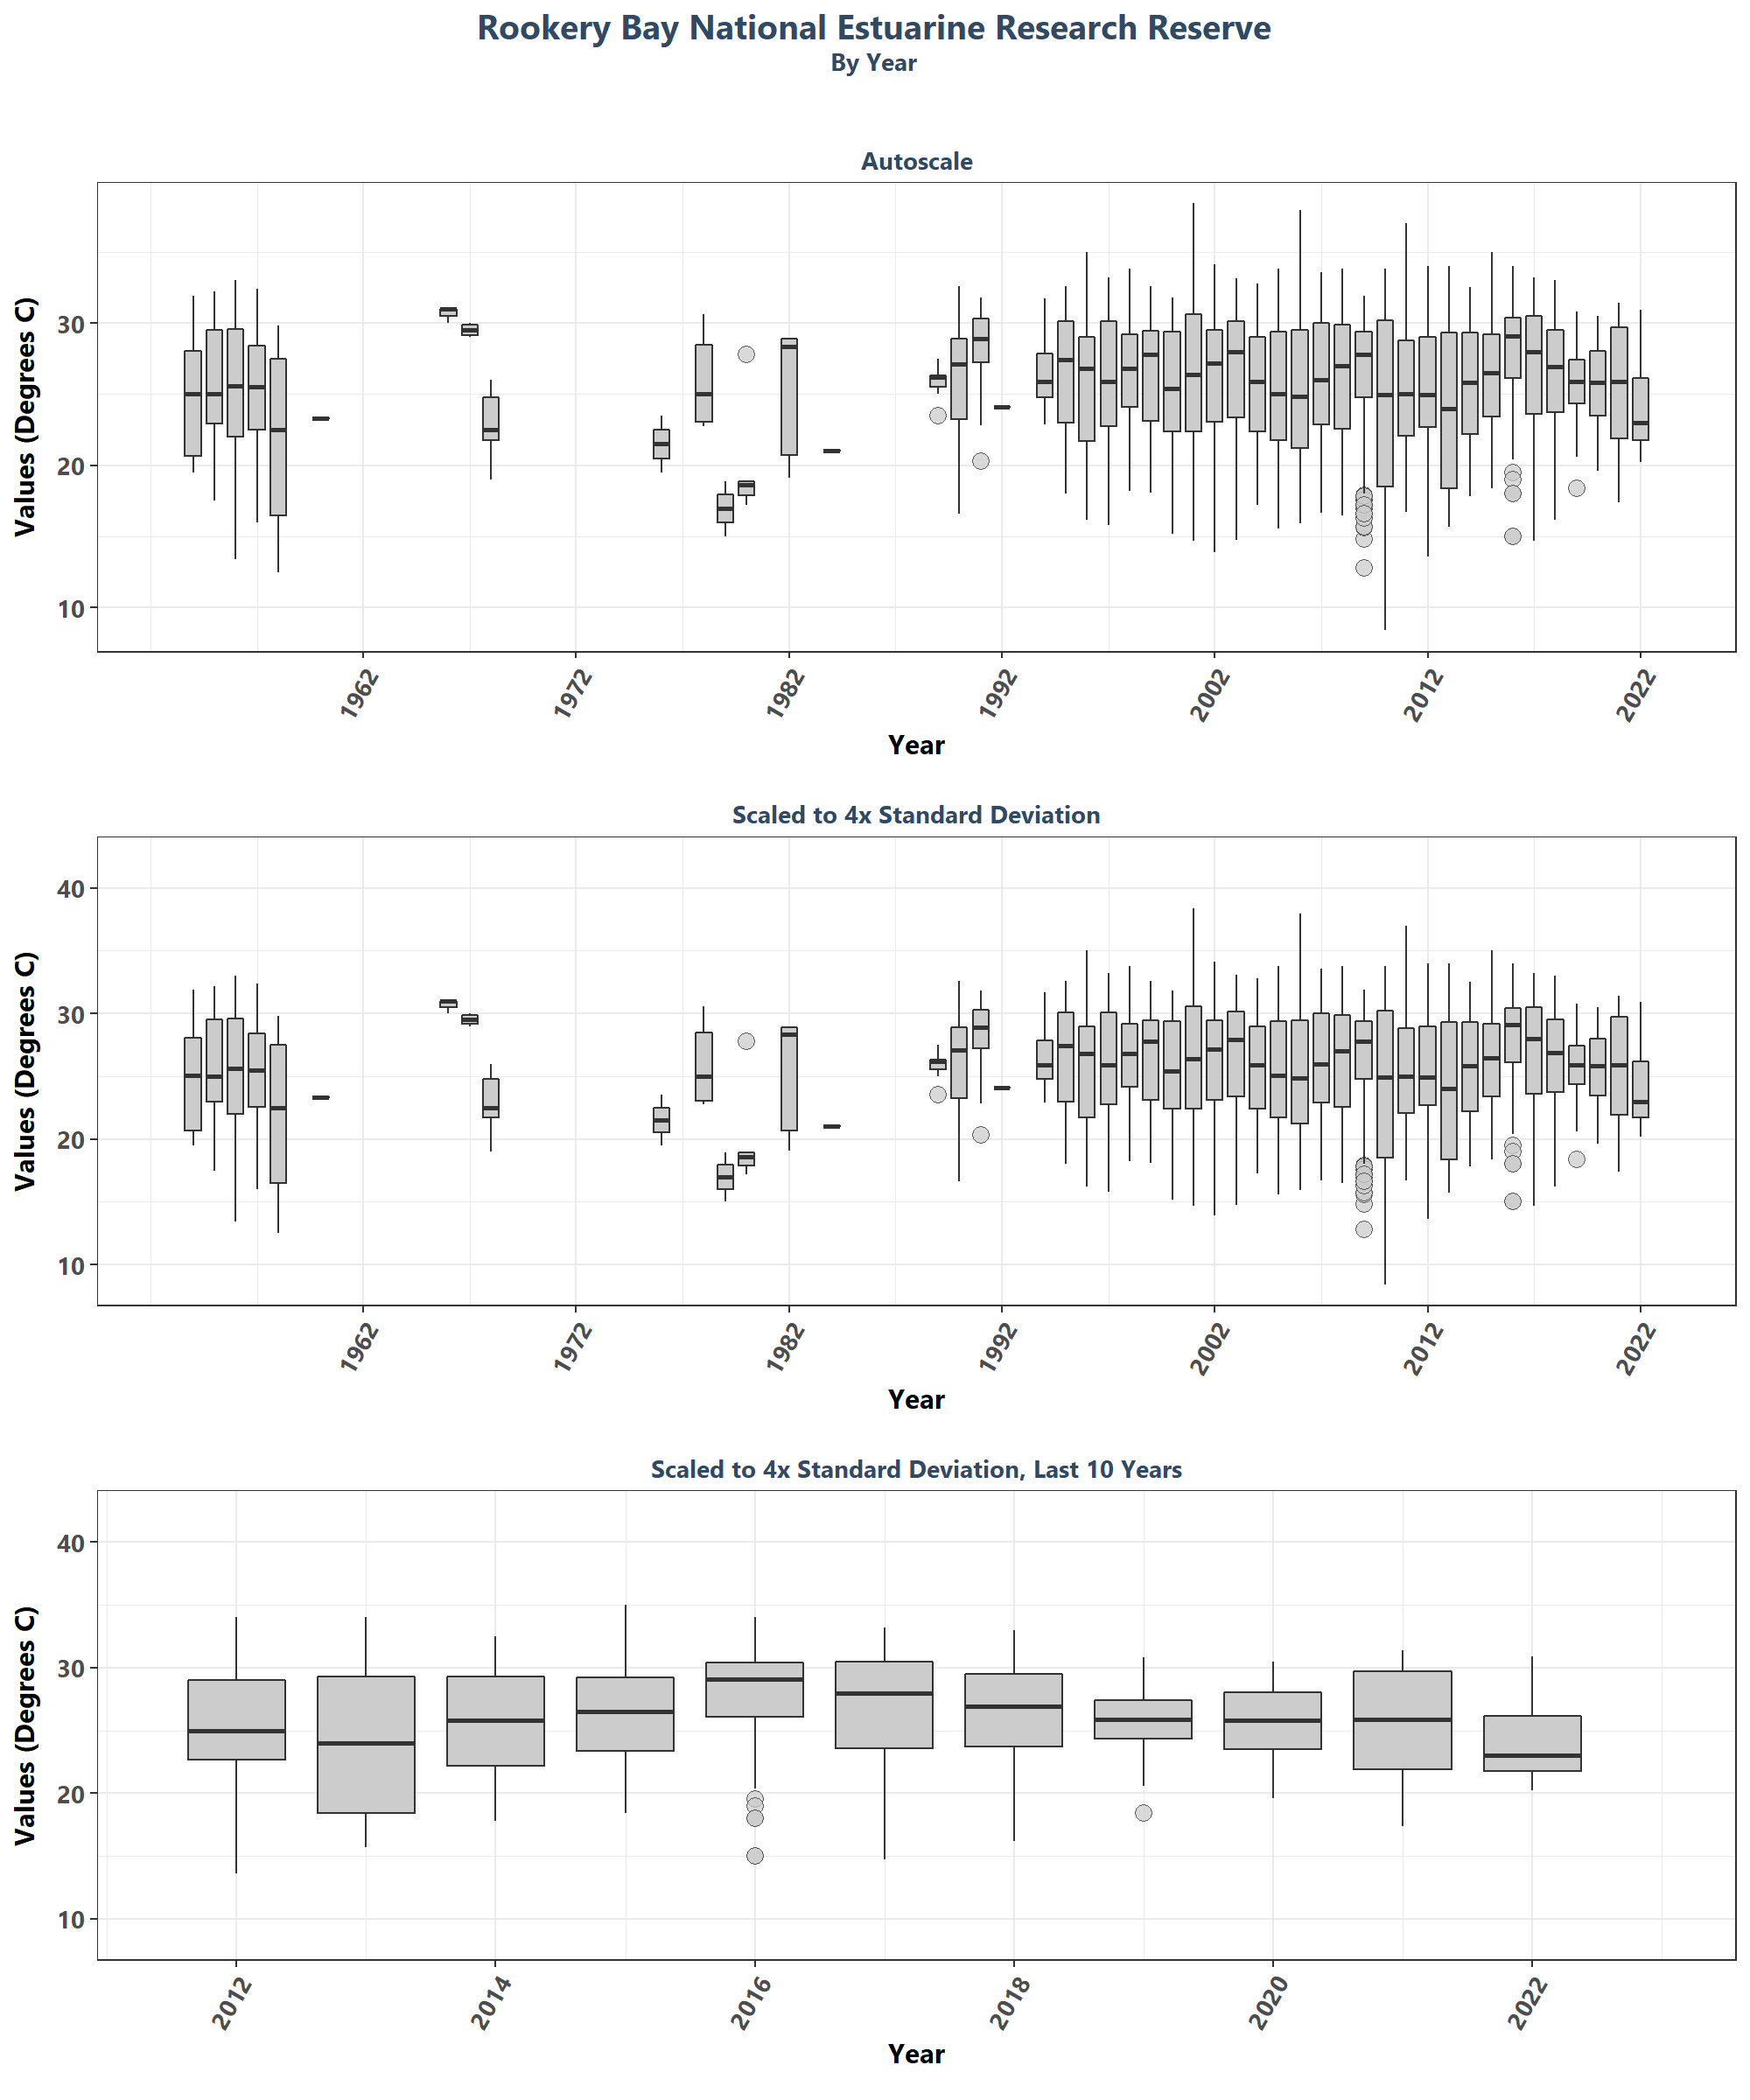 Rookery Bay National Estuarine Research Reserve
By Year
Autoscale
Values (Degrees C)
30
20
10
1962
1972
1982
1992
2002
2012
2022
Year
Scaled to 4x Standard Deviation
Values (Degrees C)
40
30
20
10
1962
1972
1982
1992
2002
2012
2022
Year
Scaled to 4x Standard Deviation, Last 10 Years
Values (Degrees C)
40
30
20
10
2012
2014
2016
2018
2020
2022
Year